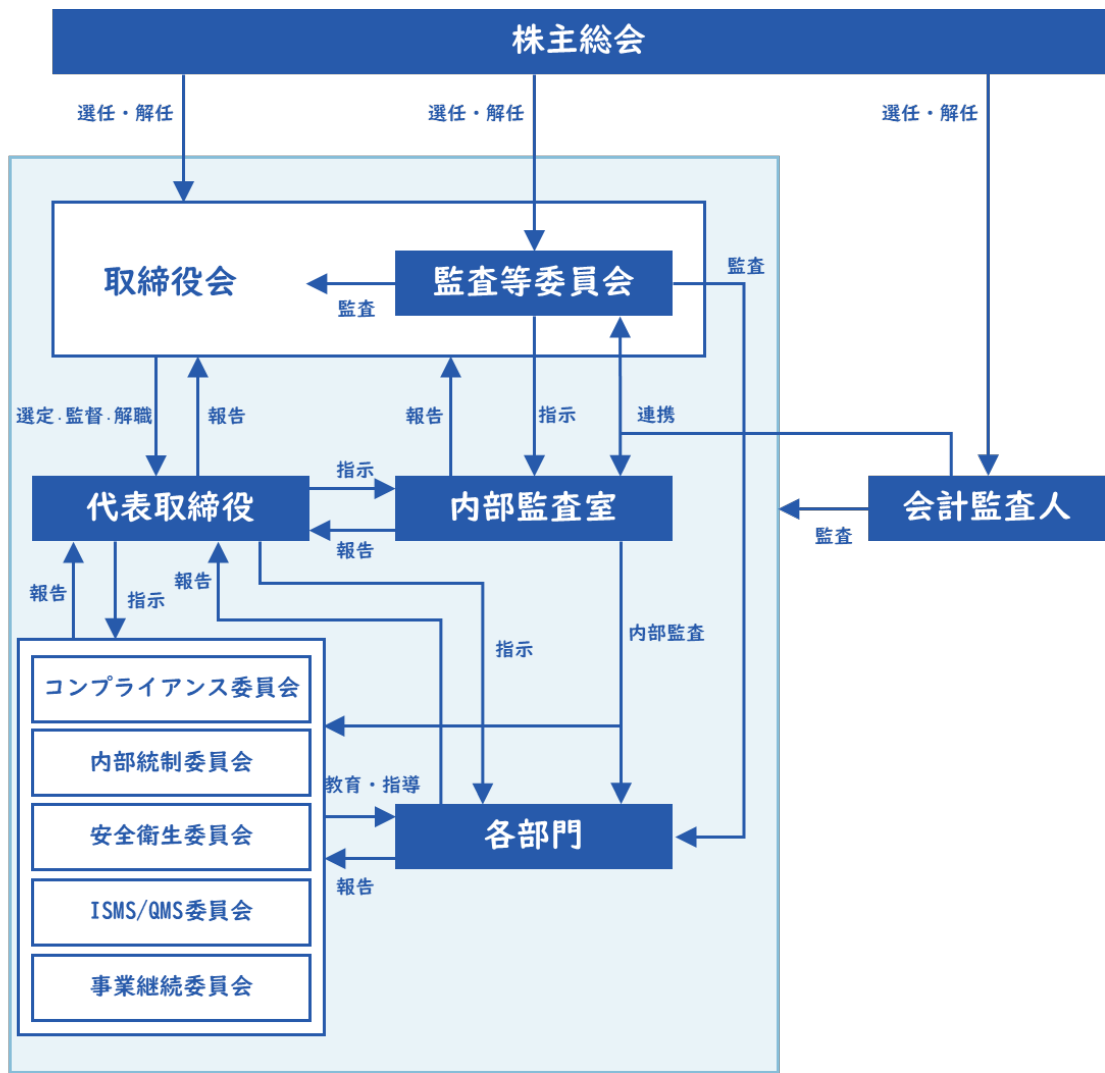 株主総会
選任・解任
選任・解任
選任・解任
取締役会
監査等委員会
監査
監査
選定・監督・解職
報告
報告
指示
連携
代表取締役
指示
報告
内部監査室
会計監査人
監査
報告
指示
報告
指示
内部監査
コンプライアンス委員会
内部統制委員会
安全衛生委員会
ISMS/QMS委員会
事業継続委員会
教育・指導
報告
各部門